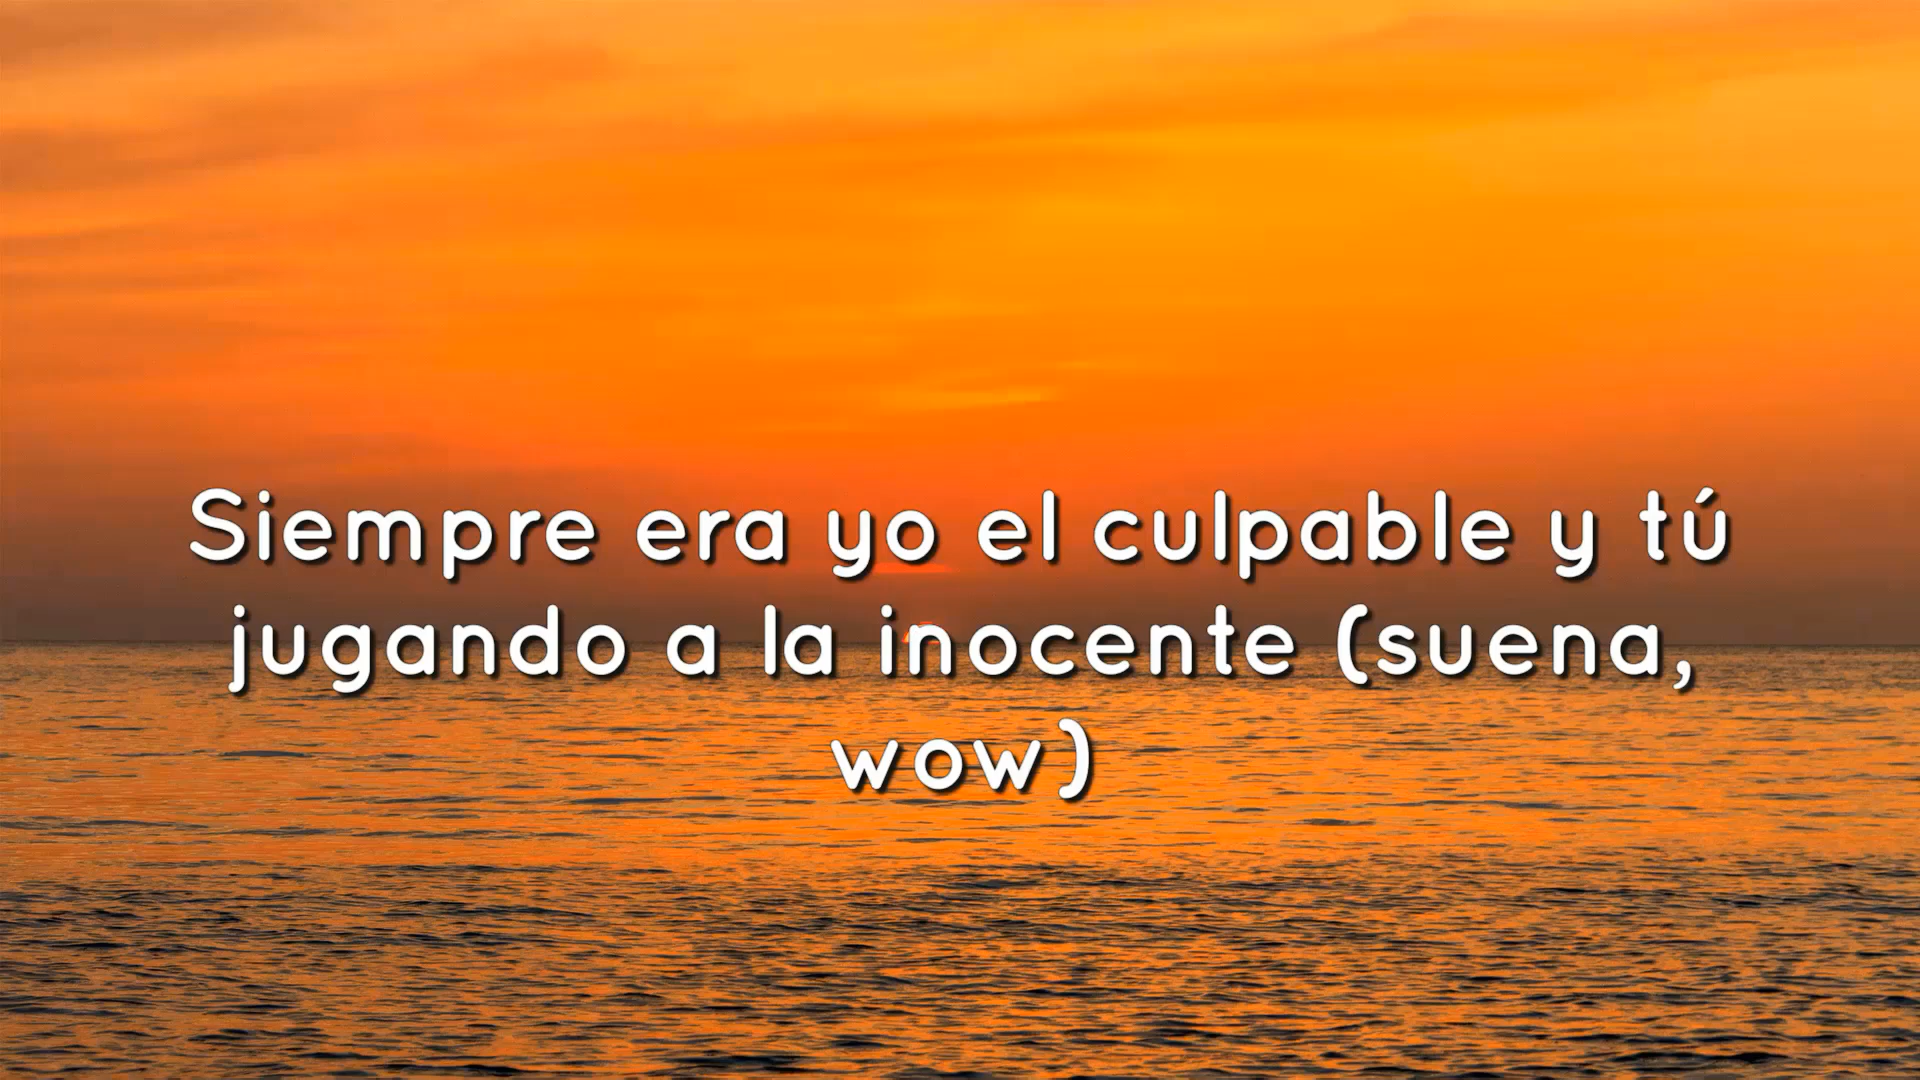 Siempre era yo el culpable y tú
jugando a la inocente (suena,
wow)